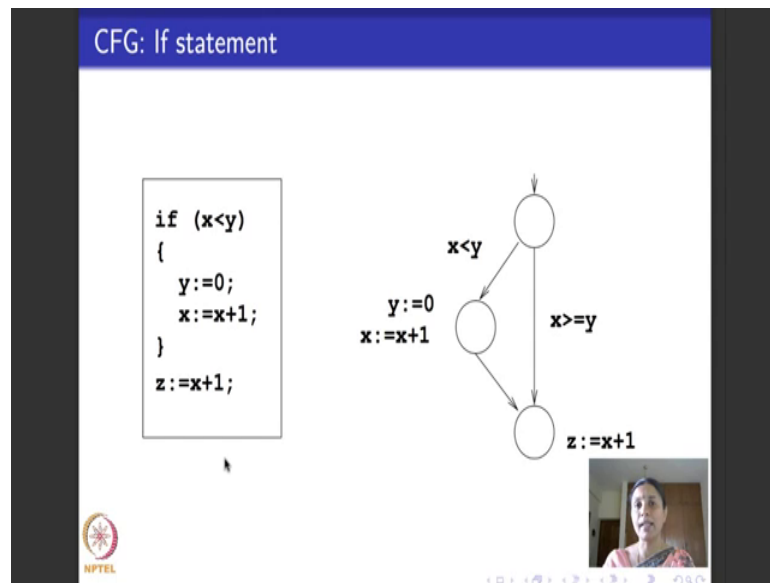 CFG: If statement
if (x<y)
{
y:=0;
x:=x+1;
}
z:=x+1;
x<y
y:=0
x:=x+1
x>=y
z:=x+1
NPTEL